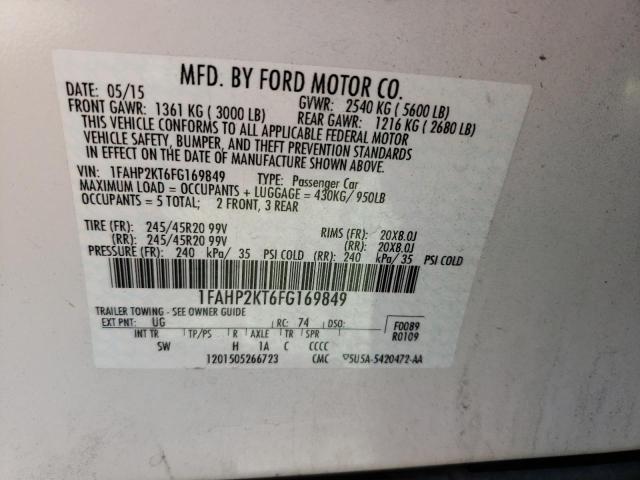 MFD. BY FORD MOTOR CO.
DATE: 05/15 GVWR: 2540 KG ( 5600 LB)
FRONT GAWR: 1361 KG ( 3000 LB) REAR GAWR: 1216 KG ( 2680 LB)
THIS VEHICLE CONFORMS TO ALL APPLICABLE FEDERAL MOTOR
VEHICLE SAFETY, BUMPER, AND THEFT PREVENTION STANDARDS
IN EFFECT ON THE DATE OF MANUFACTURE SHOWN ABOVE.
VIN: 1FAHP2KT6FG169849 TYPE: Passenger Car
MAXIMUM LOAD = OCCUPANTS + LUGGAGE = 430KG/ 950LB
OCCUPANTS = 5 TOTAL; 2 FRONT, 3 REAR
TIRE (FR): 245/45R20 99V RIMS (FR): 20X8.0J
(RR): 245/45R20 99V (RR): 20X8.0J
PRESSURE (FR): 240 kPa/ 35 PSI COLD (RR): 240 kPa/ 35 PSI COLD
1FAHP2KT6FG169849
TRAILER TOWING - SEE OWNER GUIDE
EXT PNT: UG RC: 74 DSO: F0089
INT TR TP/PS R AXLE TR SPR R0109
SW H 1A C CCCC
1201505266723 CMC 5U5A-5420472-AA